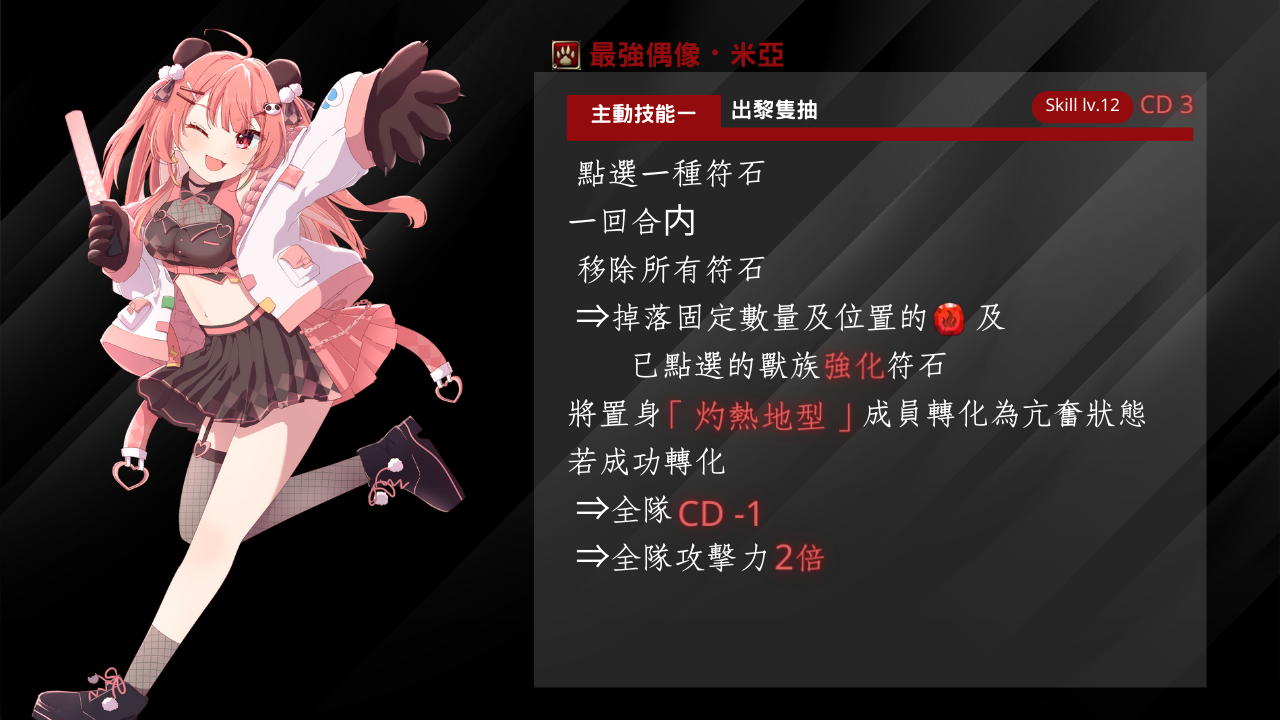 最強偶像・米亞
主動技能一 出黎隻抽 Skill lv.12 CD 3
點選一種符石
一回合内
移除所有符石
⇒掉落固定數量及位置的 及
已點選的獸族強化符石
將置身「灼熱地型」成員轉化為亢奮狀態
若成功轉化
⇒全隊 CD -1
⇒全隊攻擊力2倍